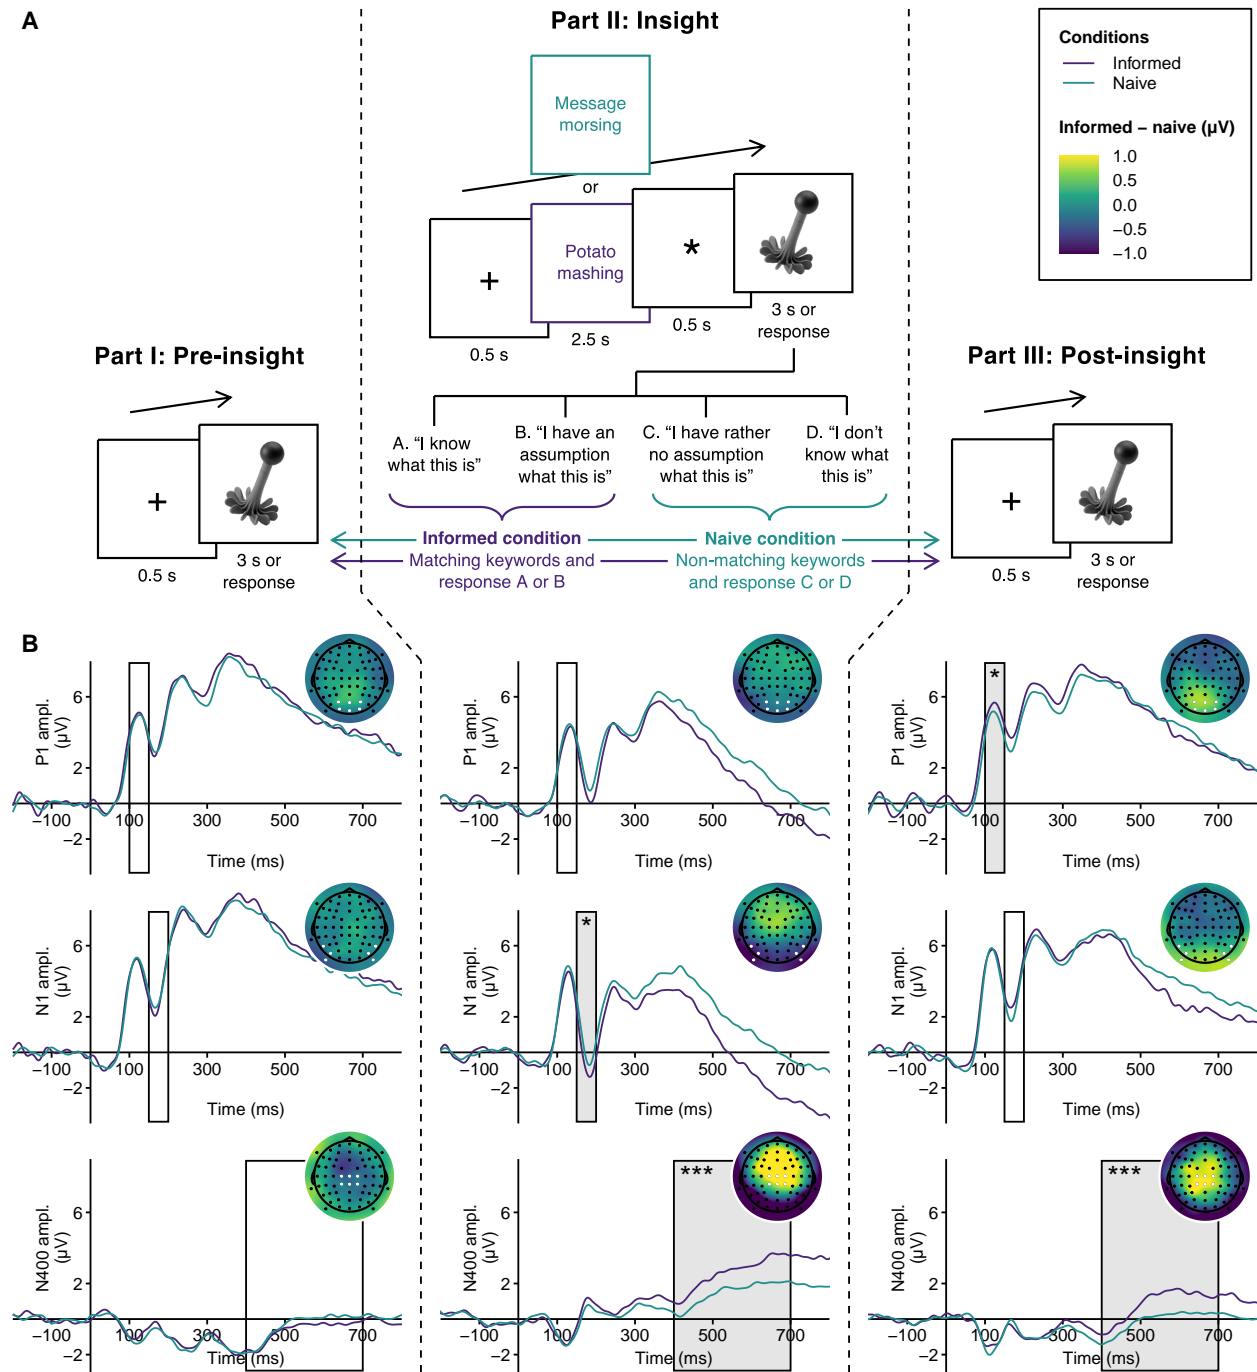 A
Part II: Insight
Conditions
Informed
Naive
Informed – naive (µV)
1.0
0.5
0.0
−0.5
−1.0
Message
morsing
or
+
Potato
mashing
*
0.5 s
2.5 s
0.5 s
3 s or
response
Part I: Pre-insight
Part III: Post-insight
+
0.5 s
3 s or
response
A. “I know
what this is”
B. “I have an
assumption
what this is”
C. “I have rather
no assumption
what this is”
D. “I don’t
know what
this is”
Informed condition
Matching keywords and
response A or B
Naive condition
Non-matching keywords
and response C or D
+
0.5 s
3 s or
response
B
P1 ampl.
(µV)
6
2
−2
−100 100 300 500 700
Time (ms)
P1 ampl.
(µV)
6
2
−2
−100 100 300 500 700
Time (ms)
P1 ampl.
(µV)
*
6
2
−2
−100 100 300 500 700
Time (ms)
N1 ampl.
(µV)
6
2
−2
−100 100 300 500 700
Time (ms)
N1 ampl.
(µV)
*
6
2
−2
−100 100 300 500 700
Time (ms)
N1 ampl.
(µV)
6
2
−2
−100 100 300 500 700
Time (ms)
N400 ampl.
(µV)
6
2
−2
−100 100 300 500 700
Time (ms)
N400 ampl.
(µV)
***
6
2
−2
−100 100 300 500 700
Time (ms)
N400 ampl.
(µV)
***
6
2
−2
−100 100 300 500 700
Time (ms)